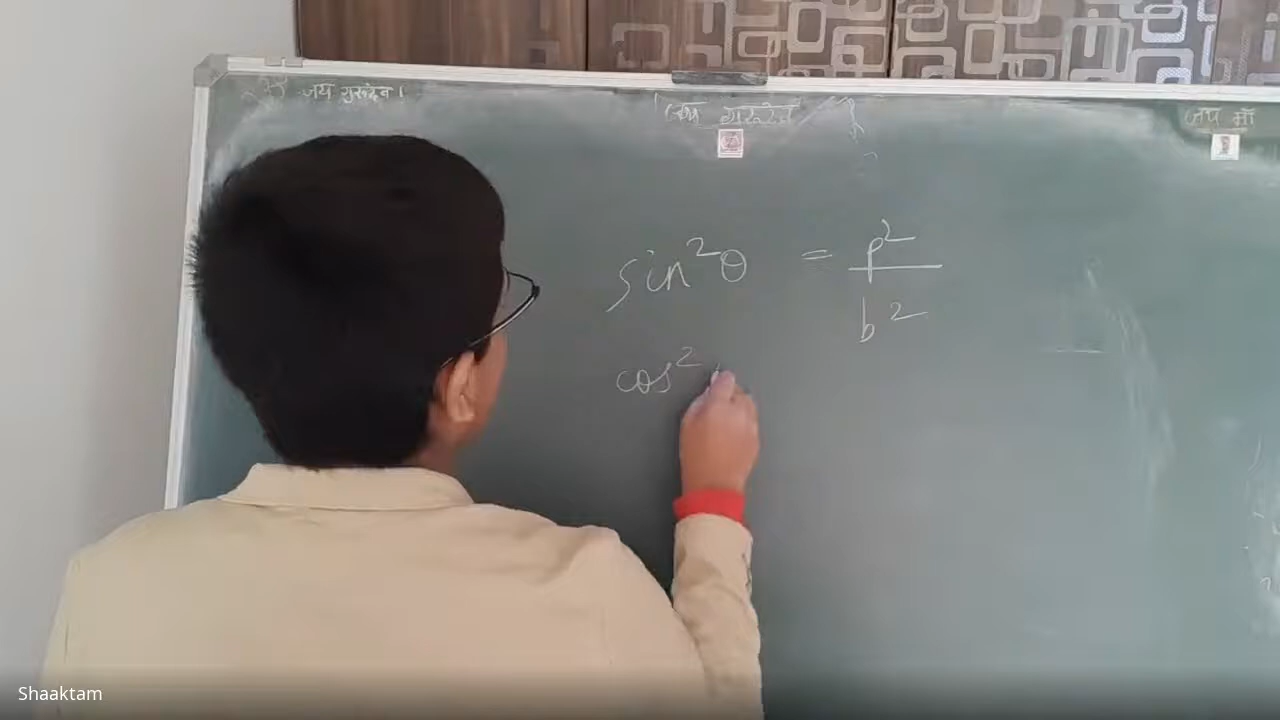 जय गुरूदेव !
जय गुरूदेव
जय माँ
sin²θ = p²/b²
cos²
Shaaktam